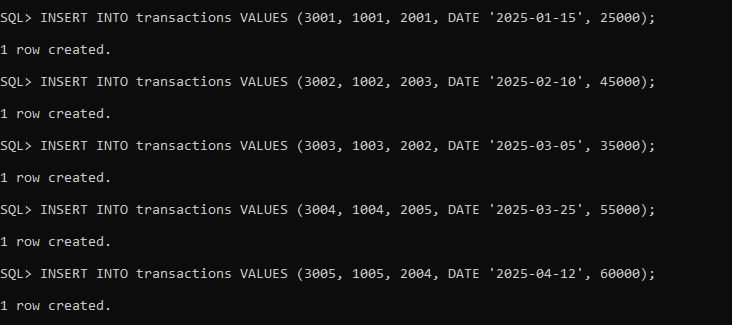 SQL> INSERT INTO transactions VALUES (3001, 1001, 2001, DATE '2025-01-15', 25000);
1 row created.
SQL> INSERT INTO transactions VALUES (3002, 1002, 2003, DATE '2025-02-10', 45000);
1 row created.
SQL> INSERT INTO transactions VALUES (3003, 1003, 2002, DATE '2025-03-05', 35000);
1 row created.
SQL> INSERT INTO transactions VALUES (3004, 1004, 2005, DATE '2025-03-25', 55000);
1 row created.
SQL> INSERT INTO transactions VALUES (3005, 1005, 2004, DATE '2025-04-12', 60000);
1 row created.